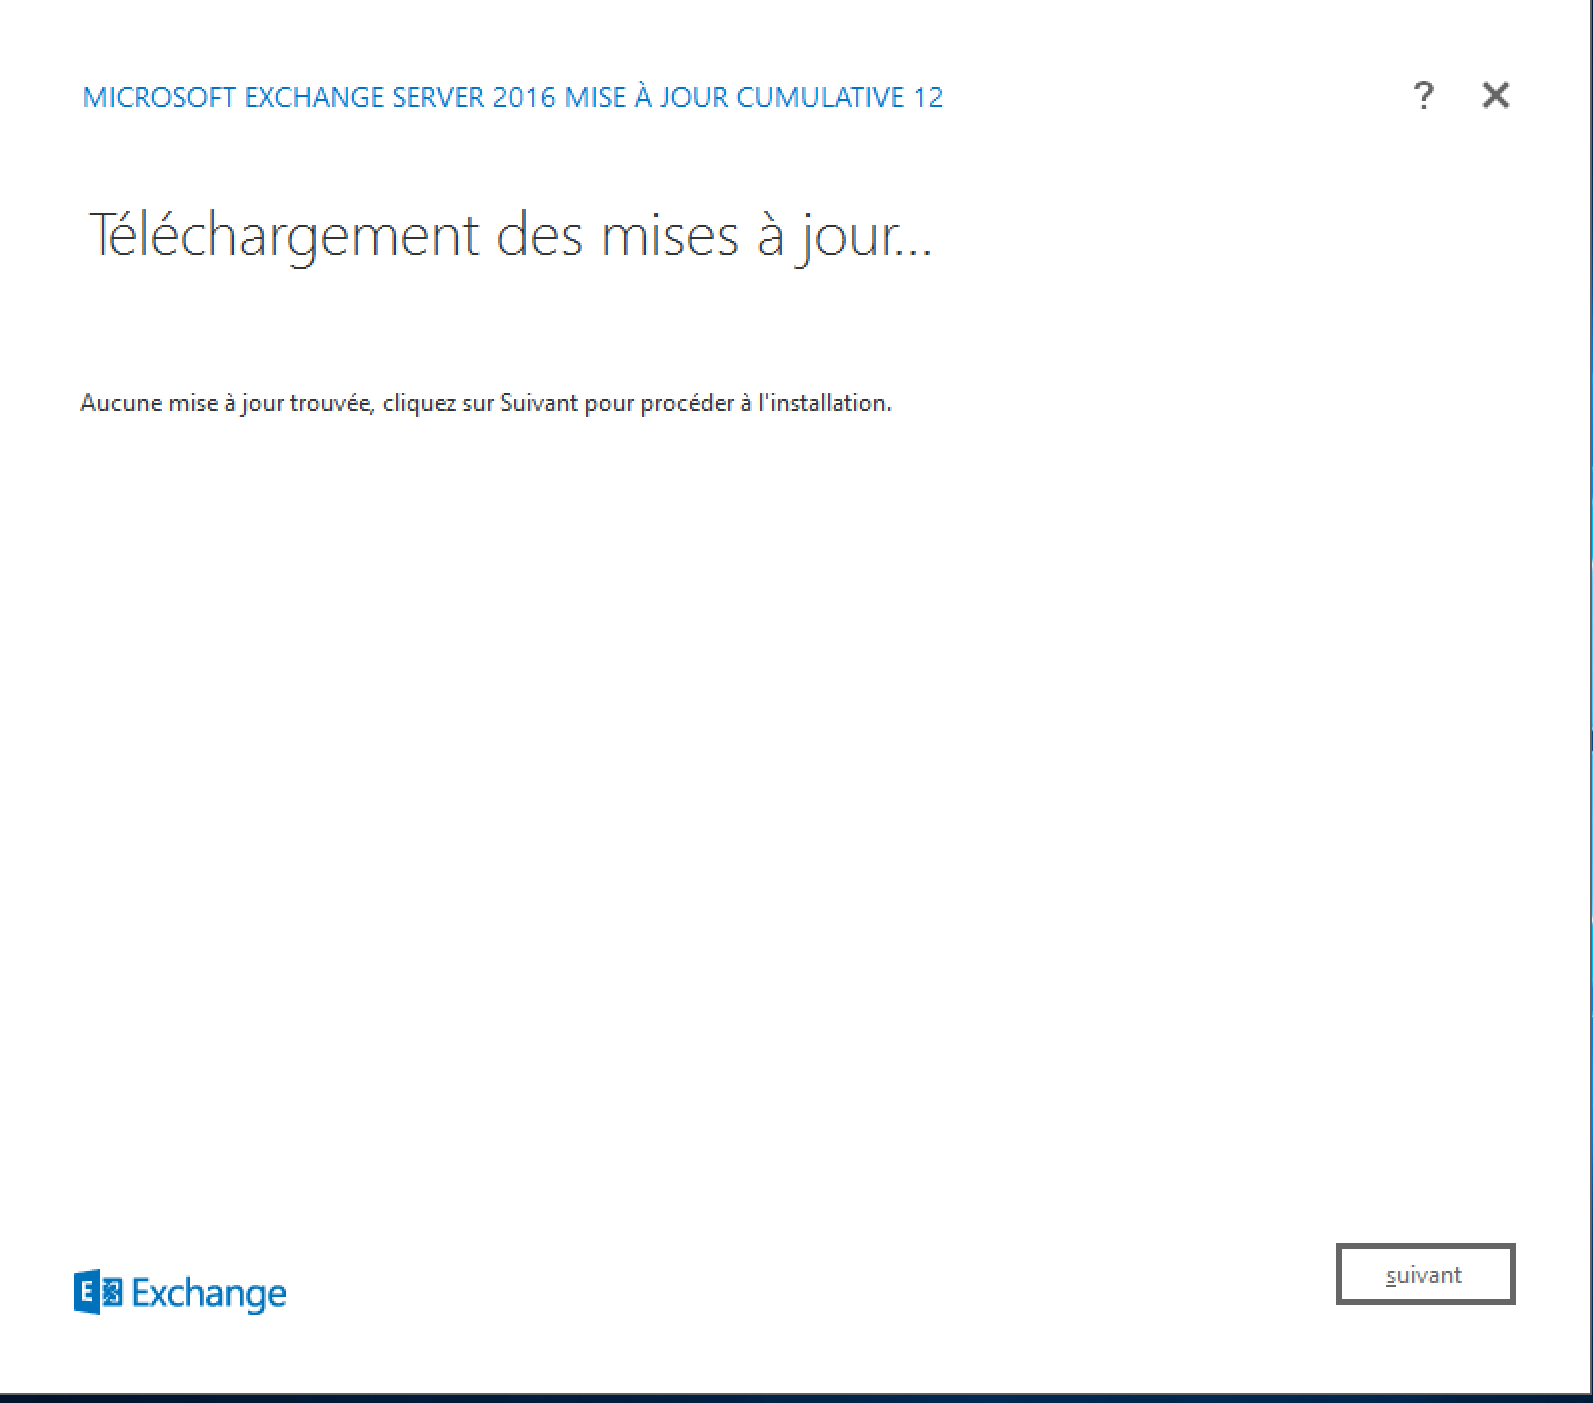 MICROSOFT EXCHANGE SERVER 2016 MISE À JOUR CUMULATIVE 12
?
Téléchargement des mises à jour...
Aucune mise à jour trouvée, cliquez sur Suivant pour procéder à l'installation.
suivant
E Exchange